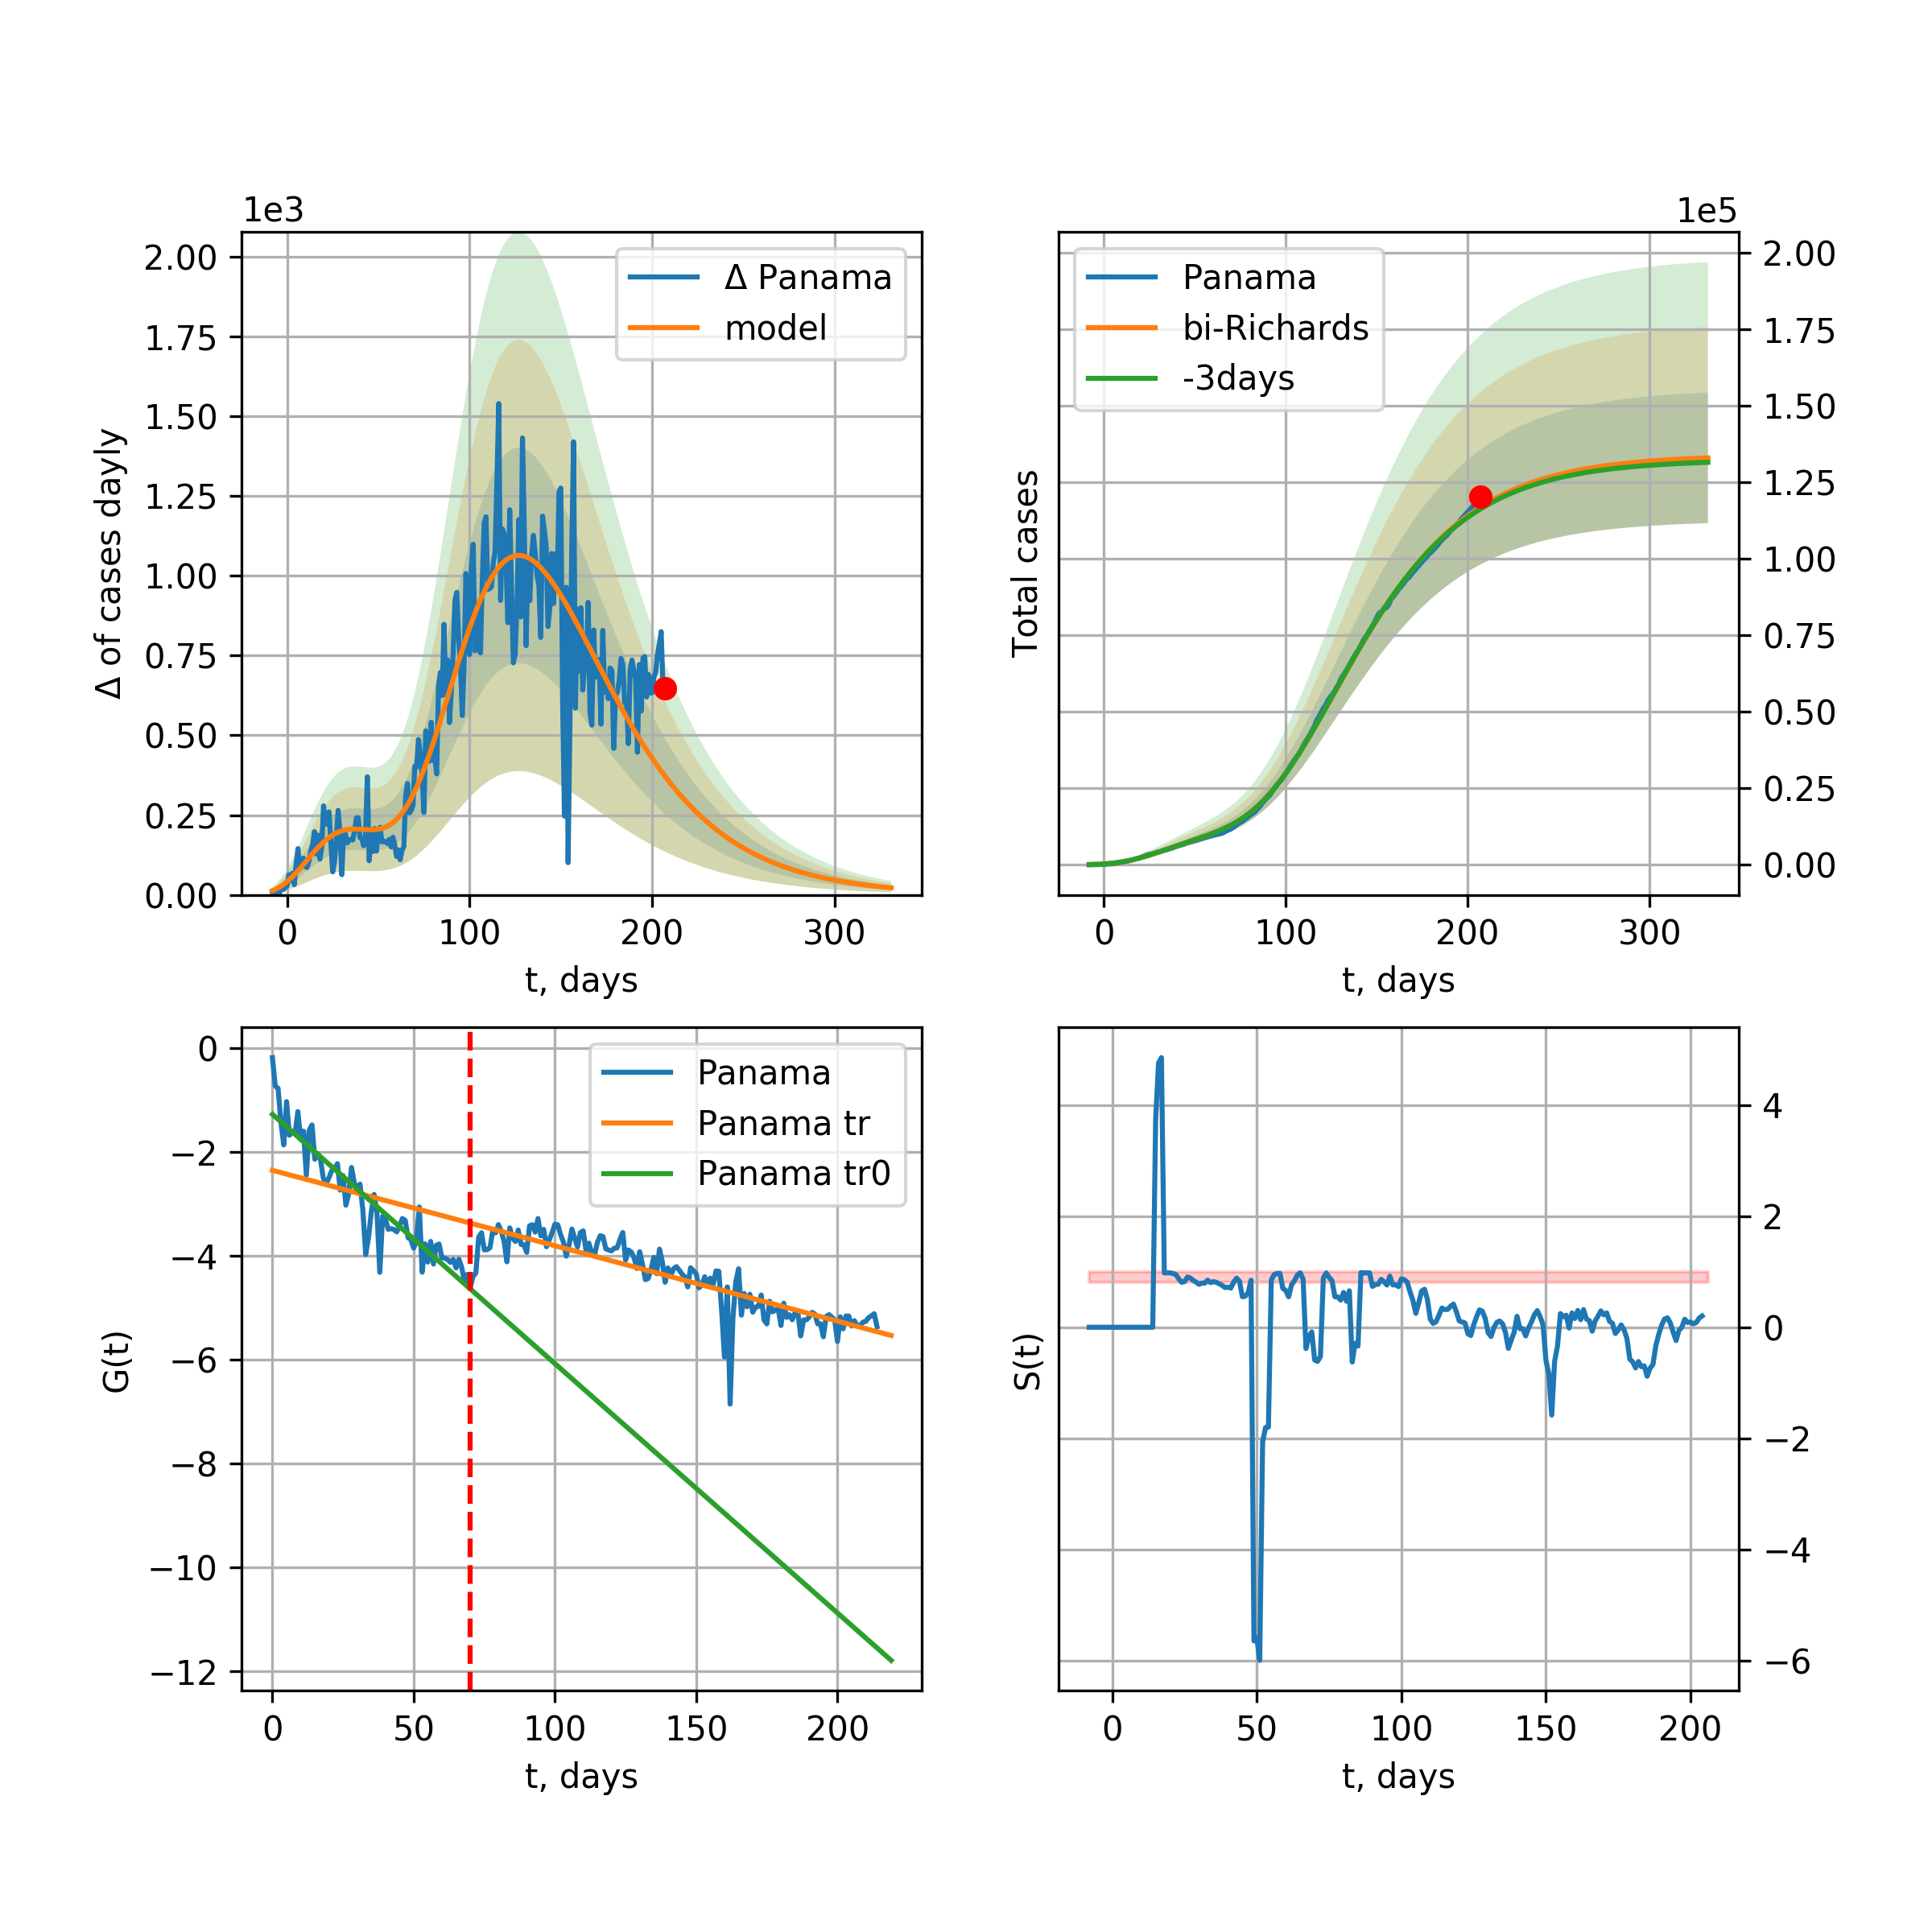 1e3
2.00
1.75
1.50
1.25
1.00
0.75
0.50
0.25
0.00
Δ of cases dayly
Δ Panama
model
0 100 200 300
t, days
1e5
2.00
1.75
1.50
1.25
1.00
0.75
0.50
0.25
0.00
Total cases
Panama
bi-Richards
-3days
0 100 200 300
t, days
0
−2
−4
−6
−8
−10
−12
G(t)
Panama
Panama tr
Panama tr0
0 50 100 150 200
t, days
4
2
0
−2
−4
−6
S(t)
0 50 100 150 200
t, days